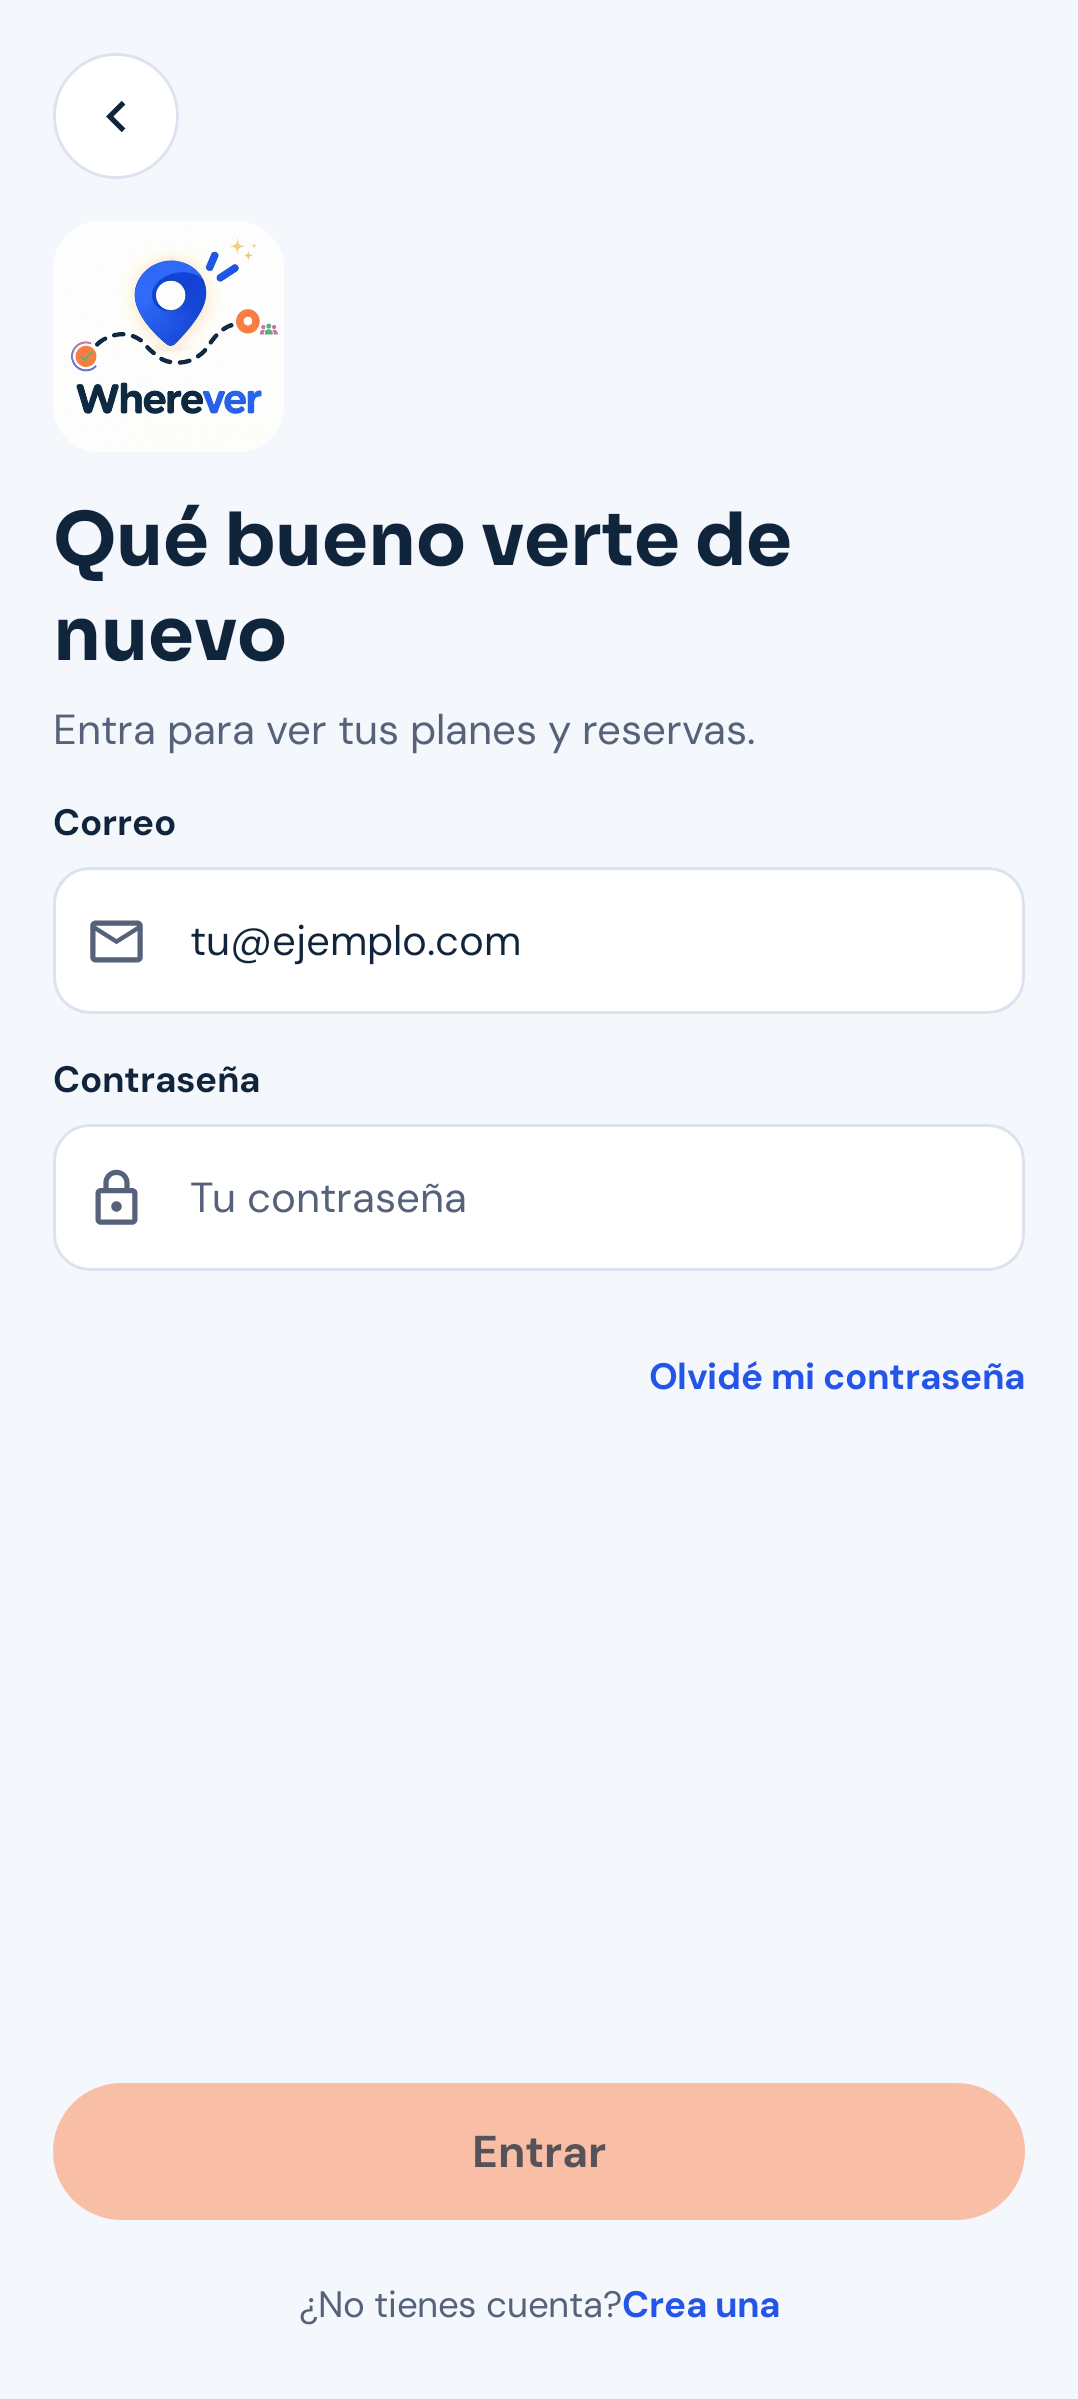 Wherever
Qué bueno verte de
nuevo
Entra para ver tus planes y reservas.
Correo
tu@ejemplo.com
Contraseña
Tu contraseña
Olvidé mi contraseña
Entrar
¿No tienes cuenta?Crea una